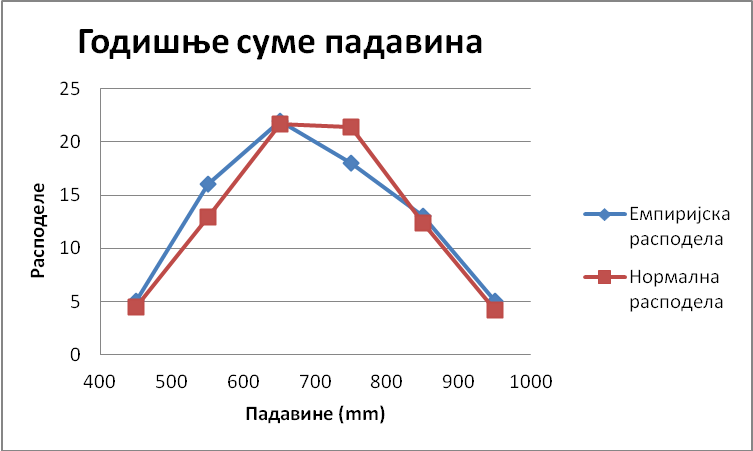 Годишње суме падавина
25
20
15
10
5
0
Расподеле
400 500 600 700 800 900 1000
Падавине (mm)
Емпиријска
расподела
Нормална
расподела